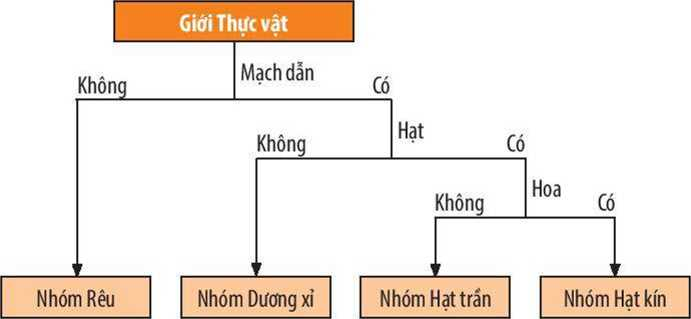 Giới Thực vật
Mạch dẫn
Không
Có
Hạt
Không
Có
Hoa
Không
Có
Nhóm Rêu
Nhóm Dương xỉ
Nhóm Hạt trần
Nhóm Hạt kín